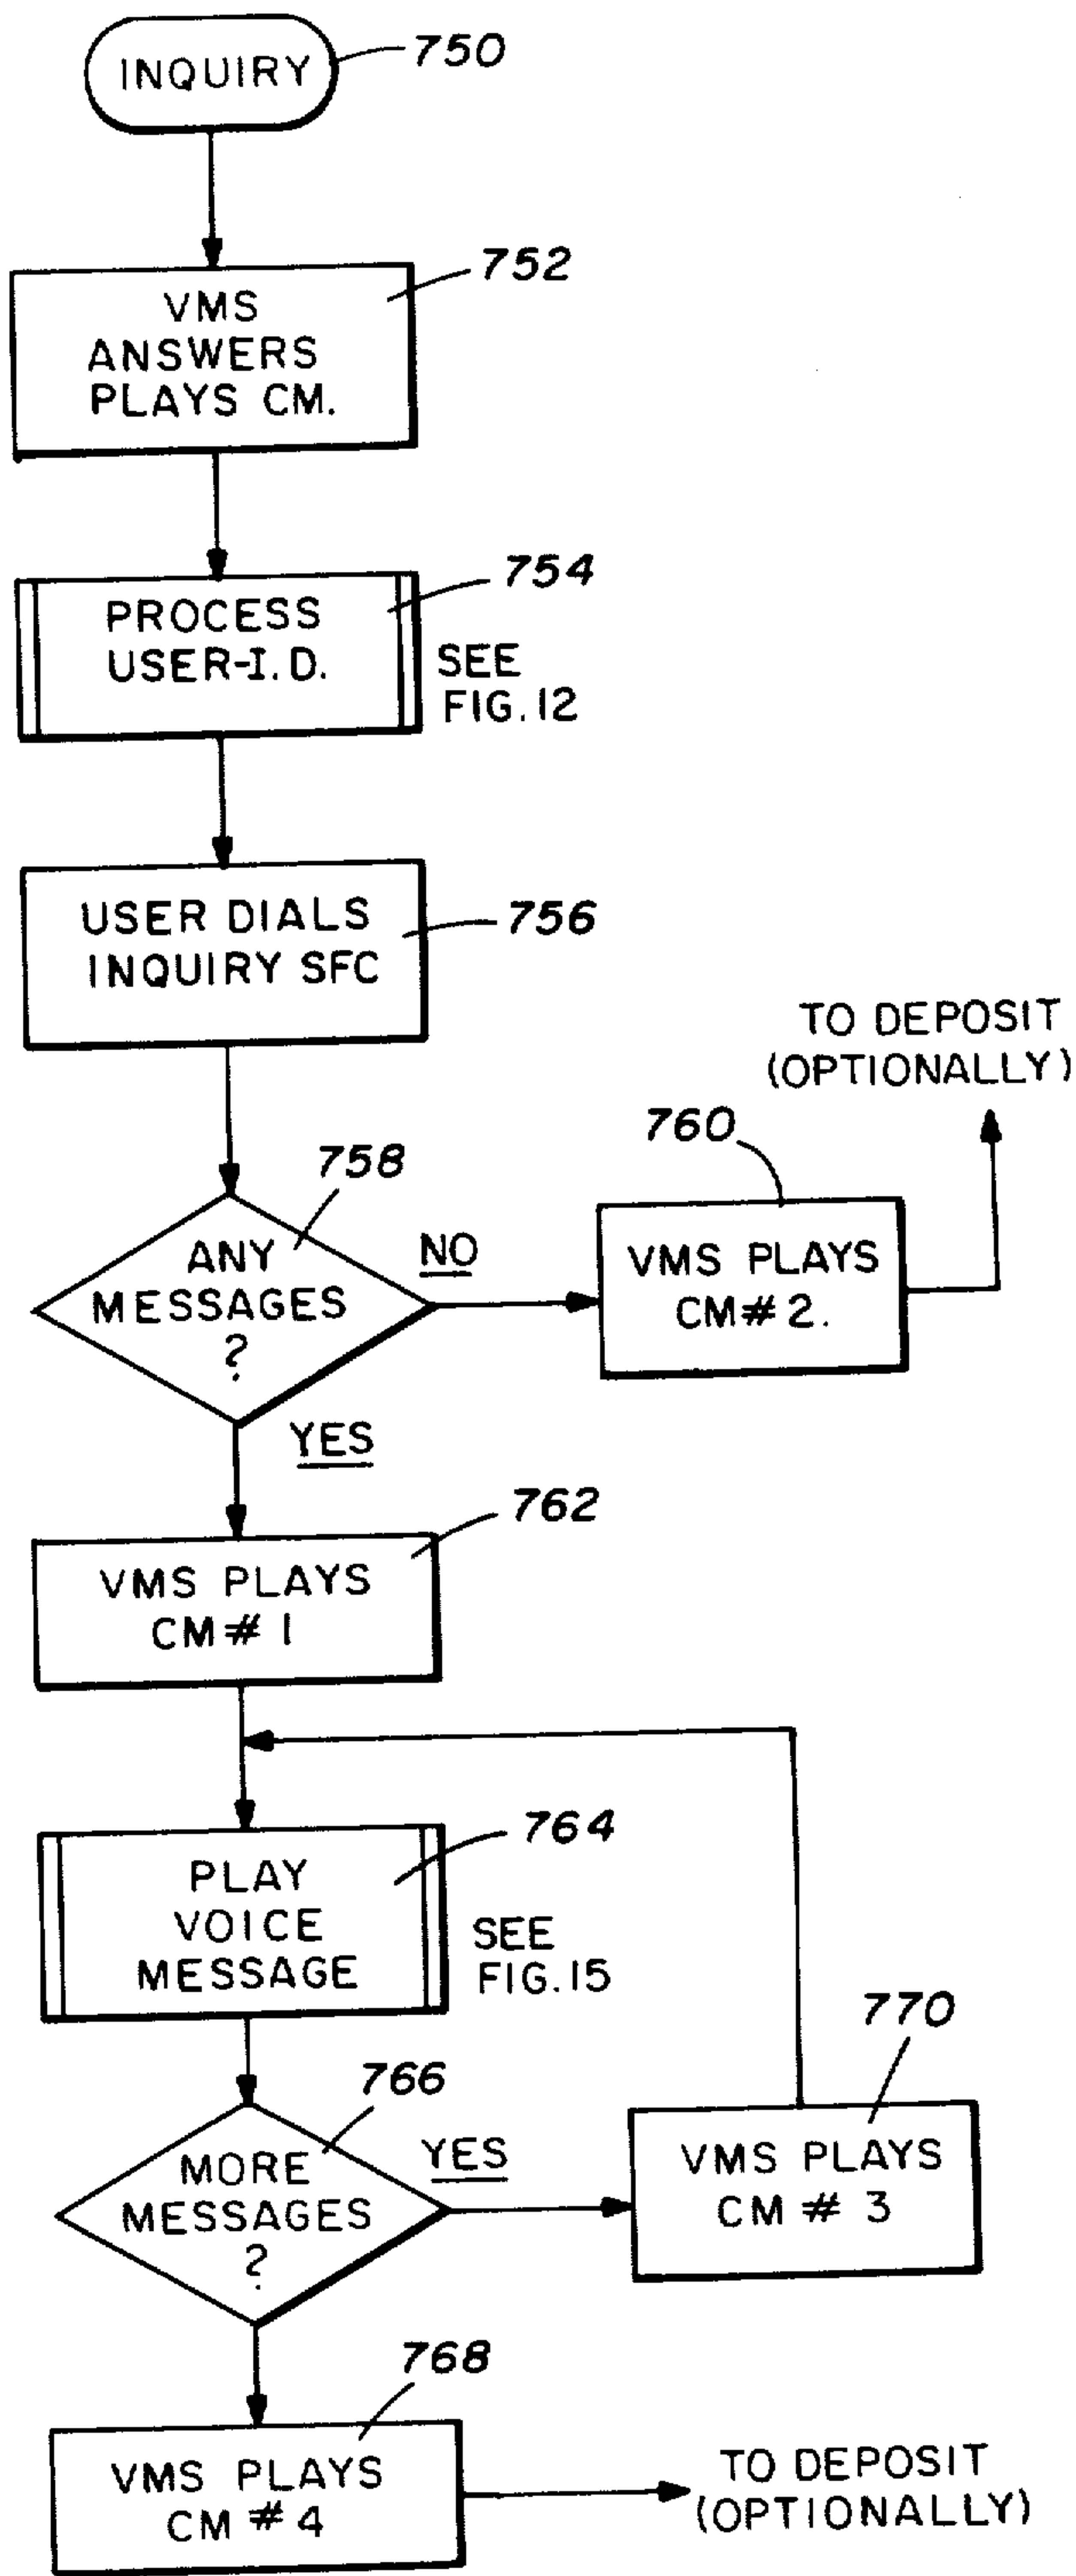 INQUIRY
750
752
VMS
ANSWERS
PLAYS CM.
754
PROCESS
USER-I.D.
SEE
FIG.12
756
USER DIALS
INQUIRY SFC
TO DEPOSIT
(OPTIONALLY)
758
760
ANY
MESSAGES
?
NO
VMS PLAYS
CM#2.
YES
762
VMS PLAYS
CM#1
764
PLAY
VOICE
MESSAGE
SEE
FIG.15
766
770
MORE
MESSAGES
?
YES
VMS PLAYS
CM # 3
768
VMS PLAYS
CM #4
TO DEPOSIT
(OPTIONALLY)